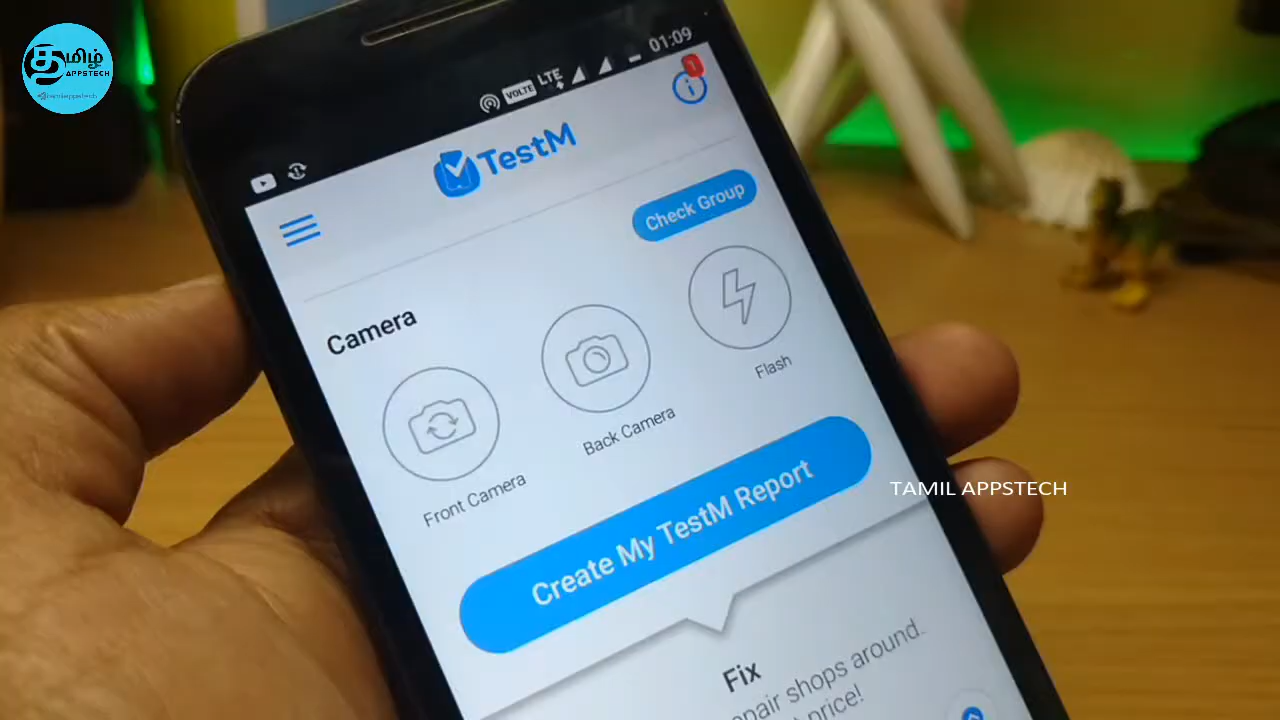 தமிழ்
APPSTECH
01:09
VOLTE
LTE
1
TestM
Check Group
Camera
Front Camera
Back Camera
Flash
Create My TestM Report
TAMIL APPSTECH
Fix
shops around.
price!